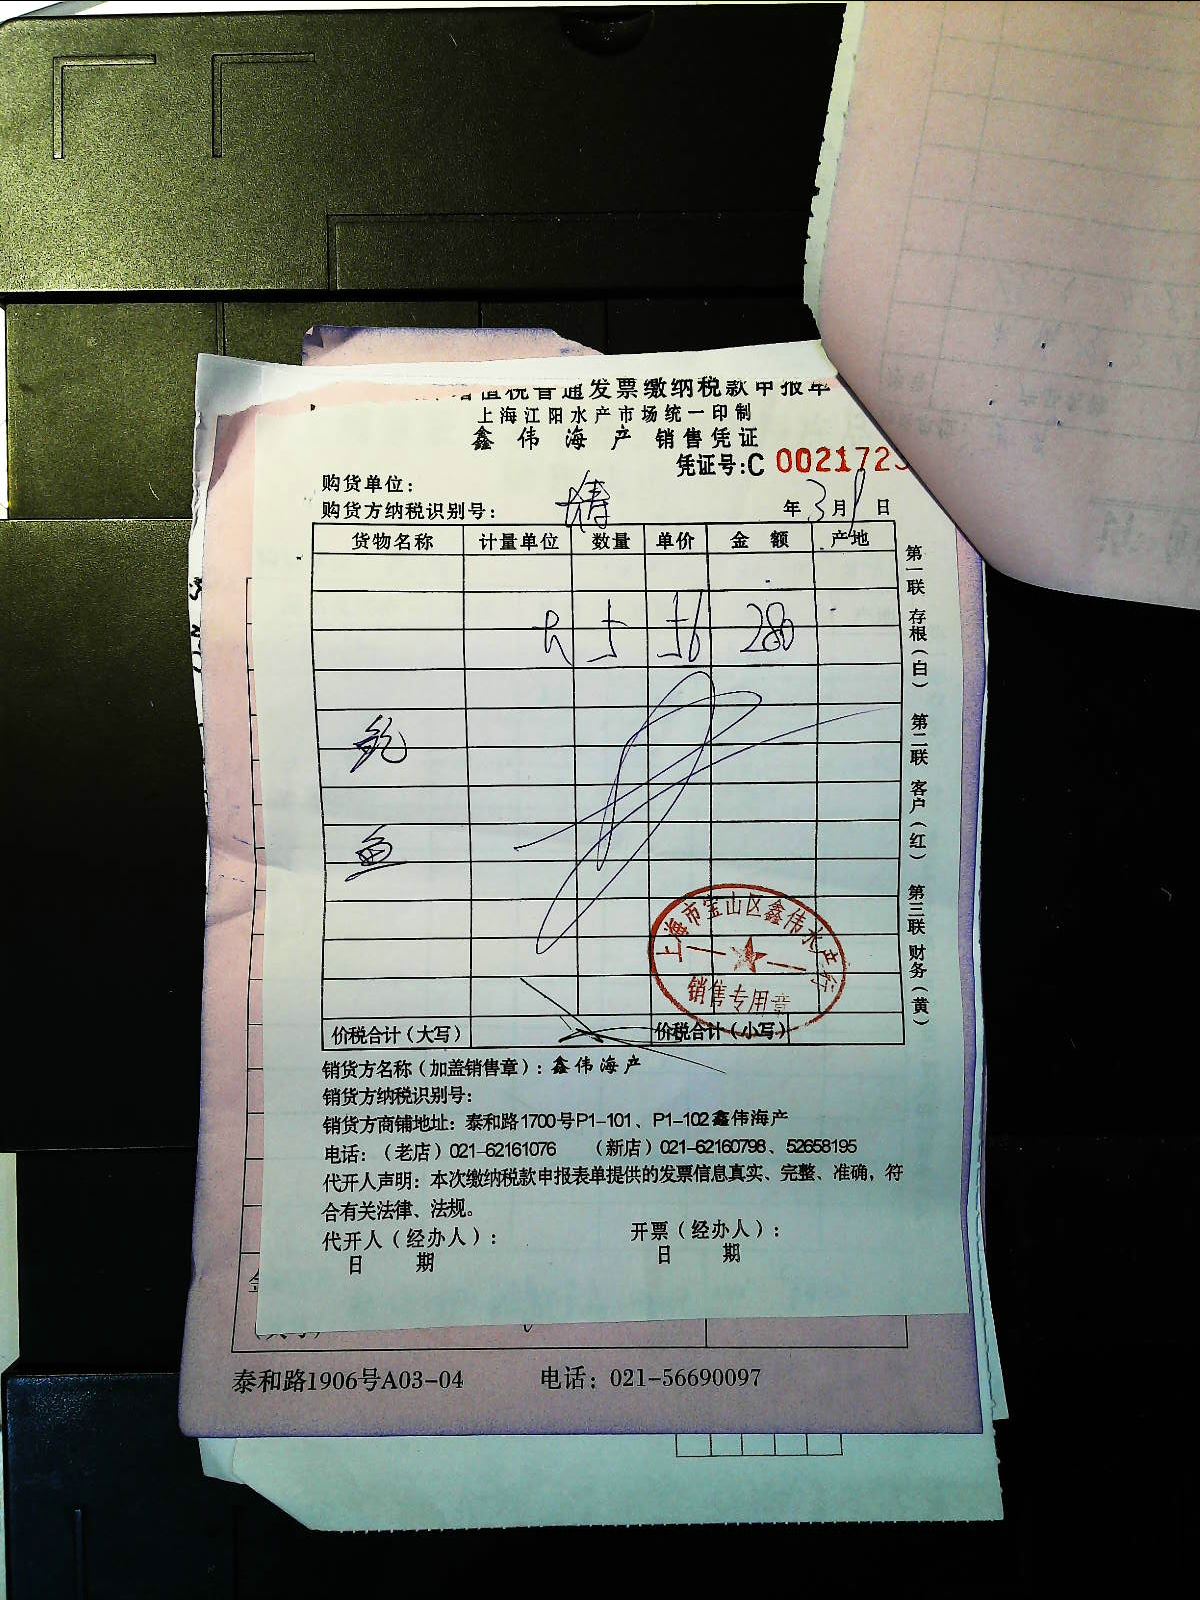 增值税普通发票缴纳税款申报单
上海江阳水产市场统一印制
鑫伟海产 销售凭证
凭证号:C 002172
购货单位:
购货方纳税识别号:
年3月1日
货物名称 计量单位 数量 单价 金额 产地
5 56 280
鲍
鱼
上海市宝山区鑫伟水产行
销售专用章
价税合计(大写) 价税合计(小写)
第一联 存根(白) 第二联 客户(红) 第三联 财务(黄)
销货方名称(加盖销售章): 鑫伟海产
销货方纳税识别号:
销货方商铺地址: 泰和路1700号P1-101、P1-102鑫伟海产
电话:(老店)021-62161076 (新店)021-62160798、52658195
代开人声明: 本次缴纳税款申报表单提供的发票信息真实、完整、准确,符
合有关法律、法规。
代开人(经办人): 开票(经办人):
日 期 日 期
泰和路1906号A03-04 电话: 021-56690097